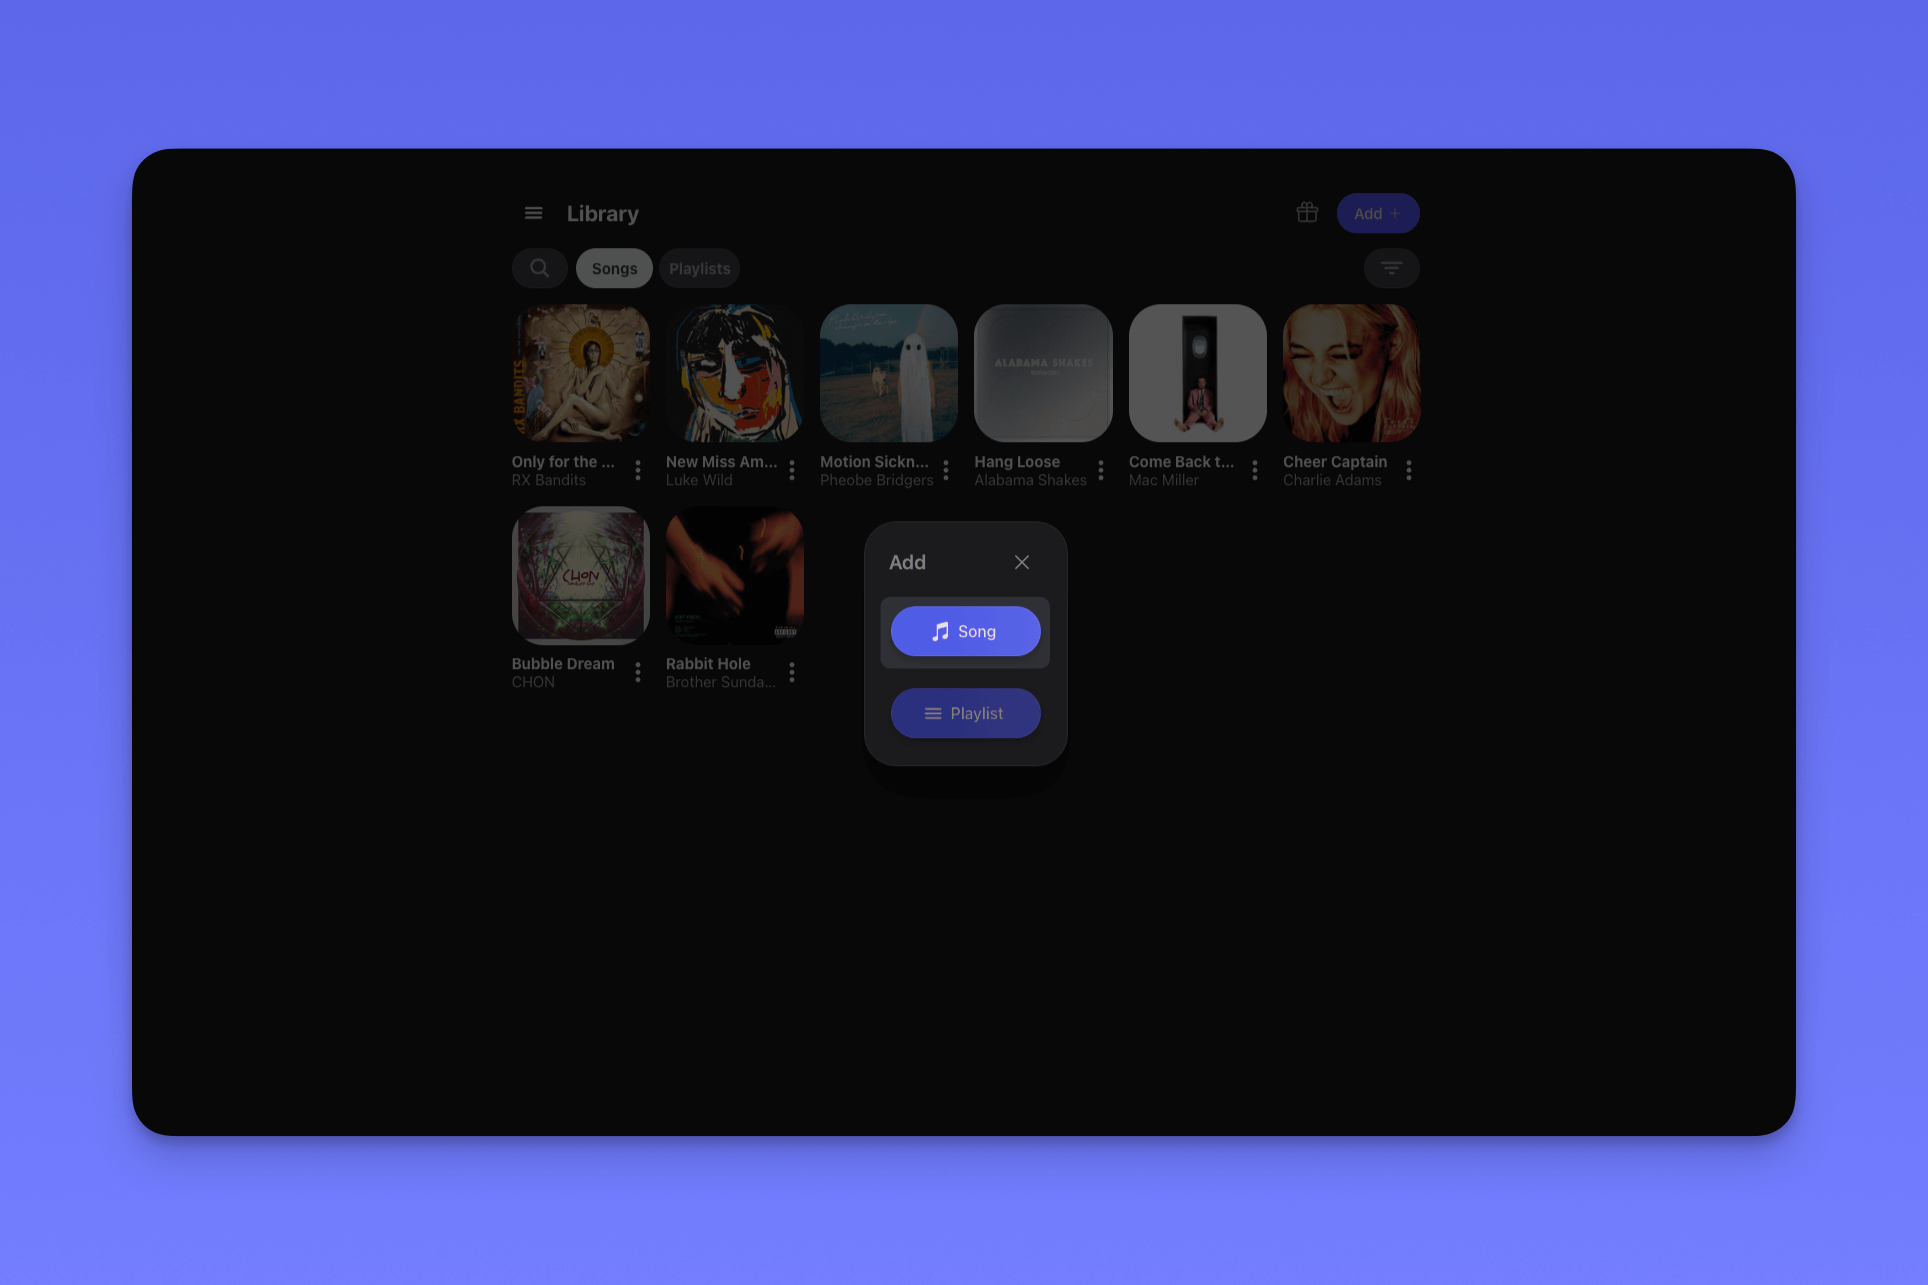 Library
Add +
Songs
Playlists
RX BANDITS
ALABAMA SHAKES
Only for the ...
RX Bandits
New Miss Am...
Luke Wild
Motion Sickn...
Pheobe Bridgers
Hang Loose
Alabama Shakes
Come Back t...
Mac Miller
Cheer Captain
Charlie Adams
CHON
Bubble Dream
CHON
Rabbit Hole
Brother Sunda...
Add
Song
Playlist